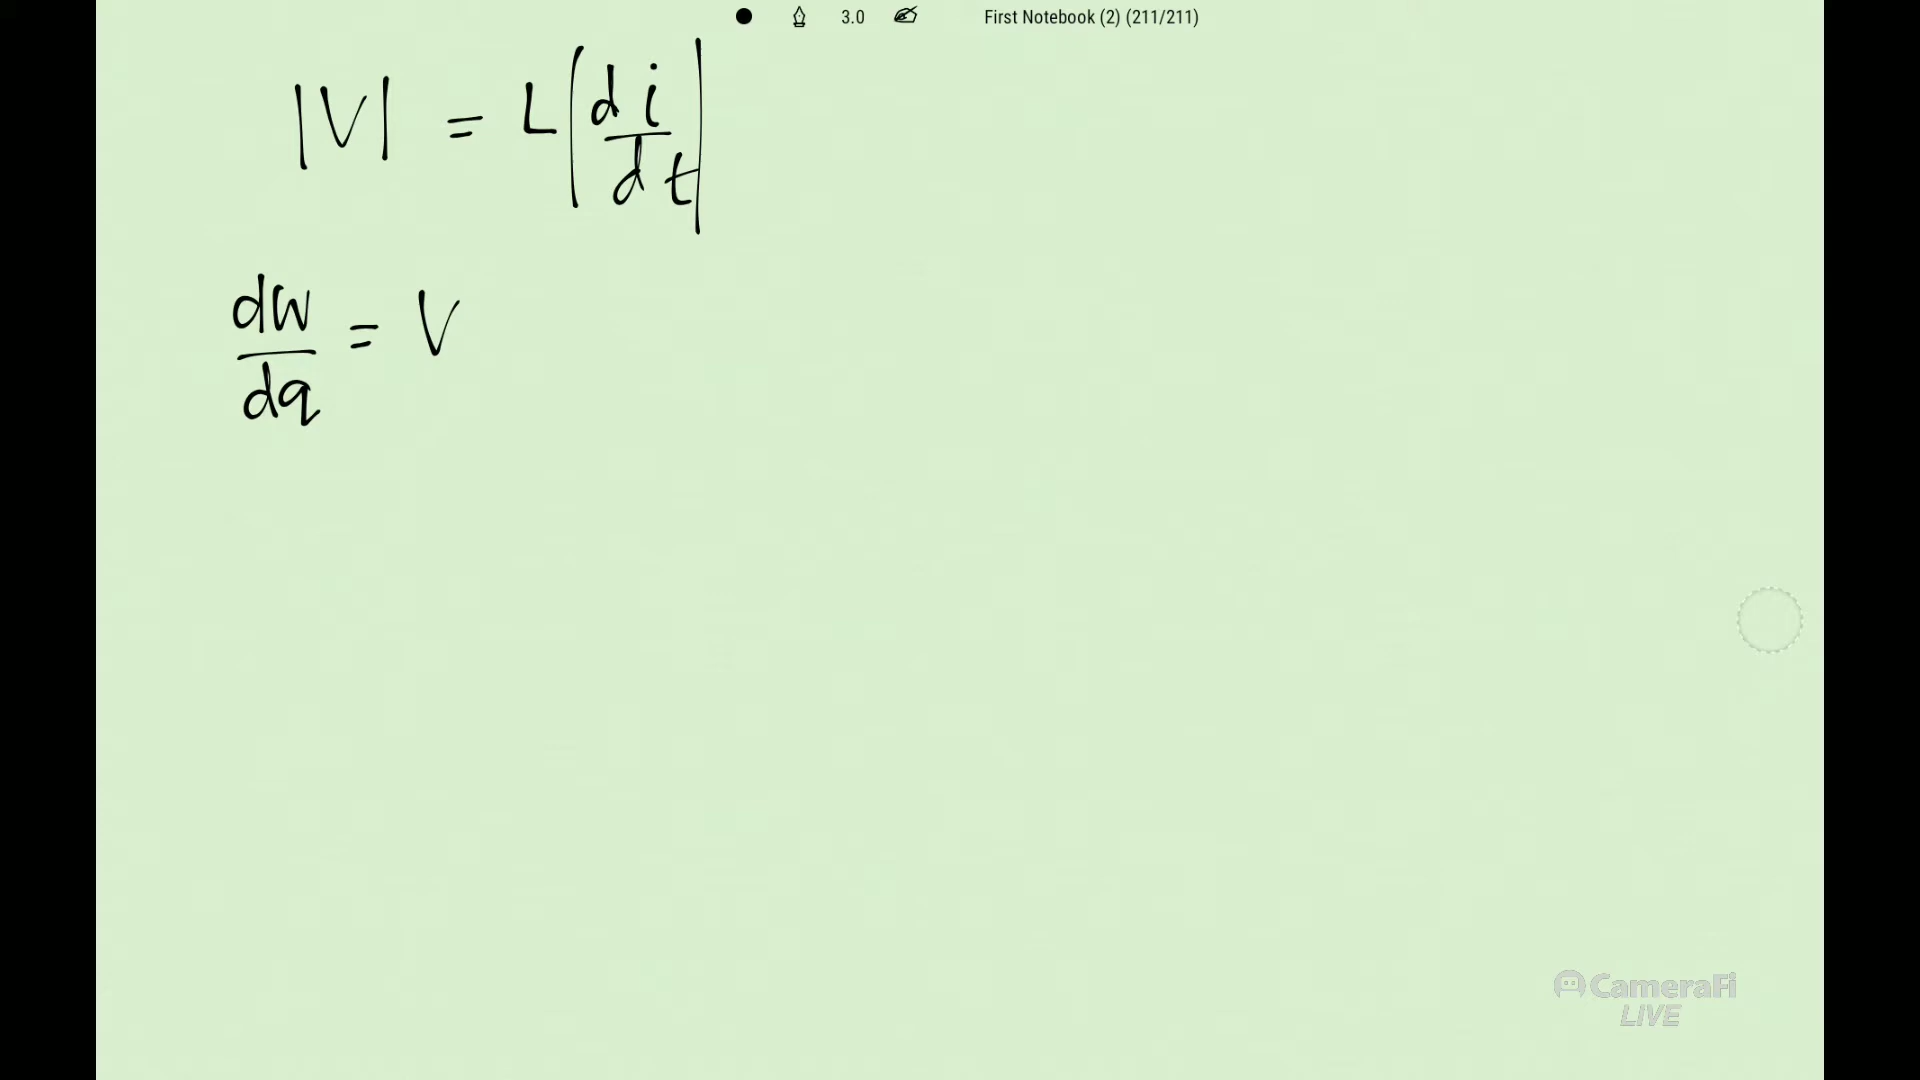 3.0 First Notebook (2) (211/211)
|V| = L|di/dt|
dw/dq = V
CameraFi
LIVE